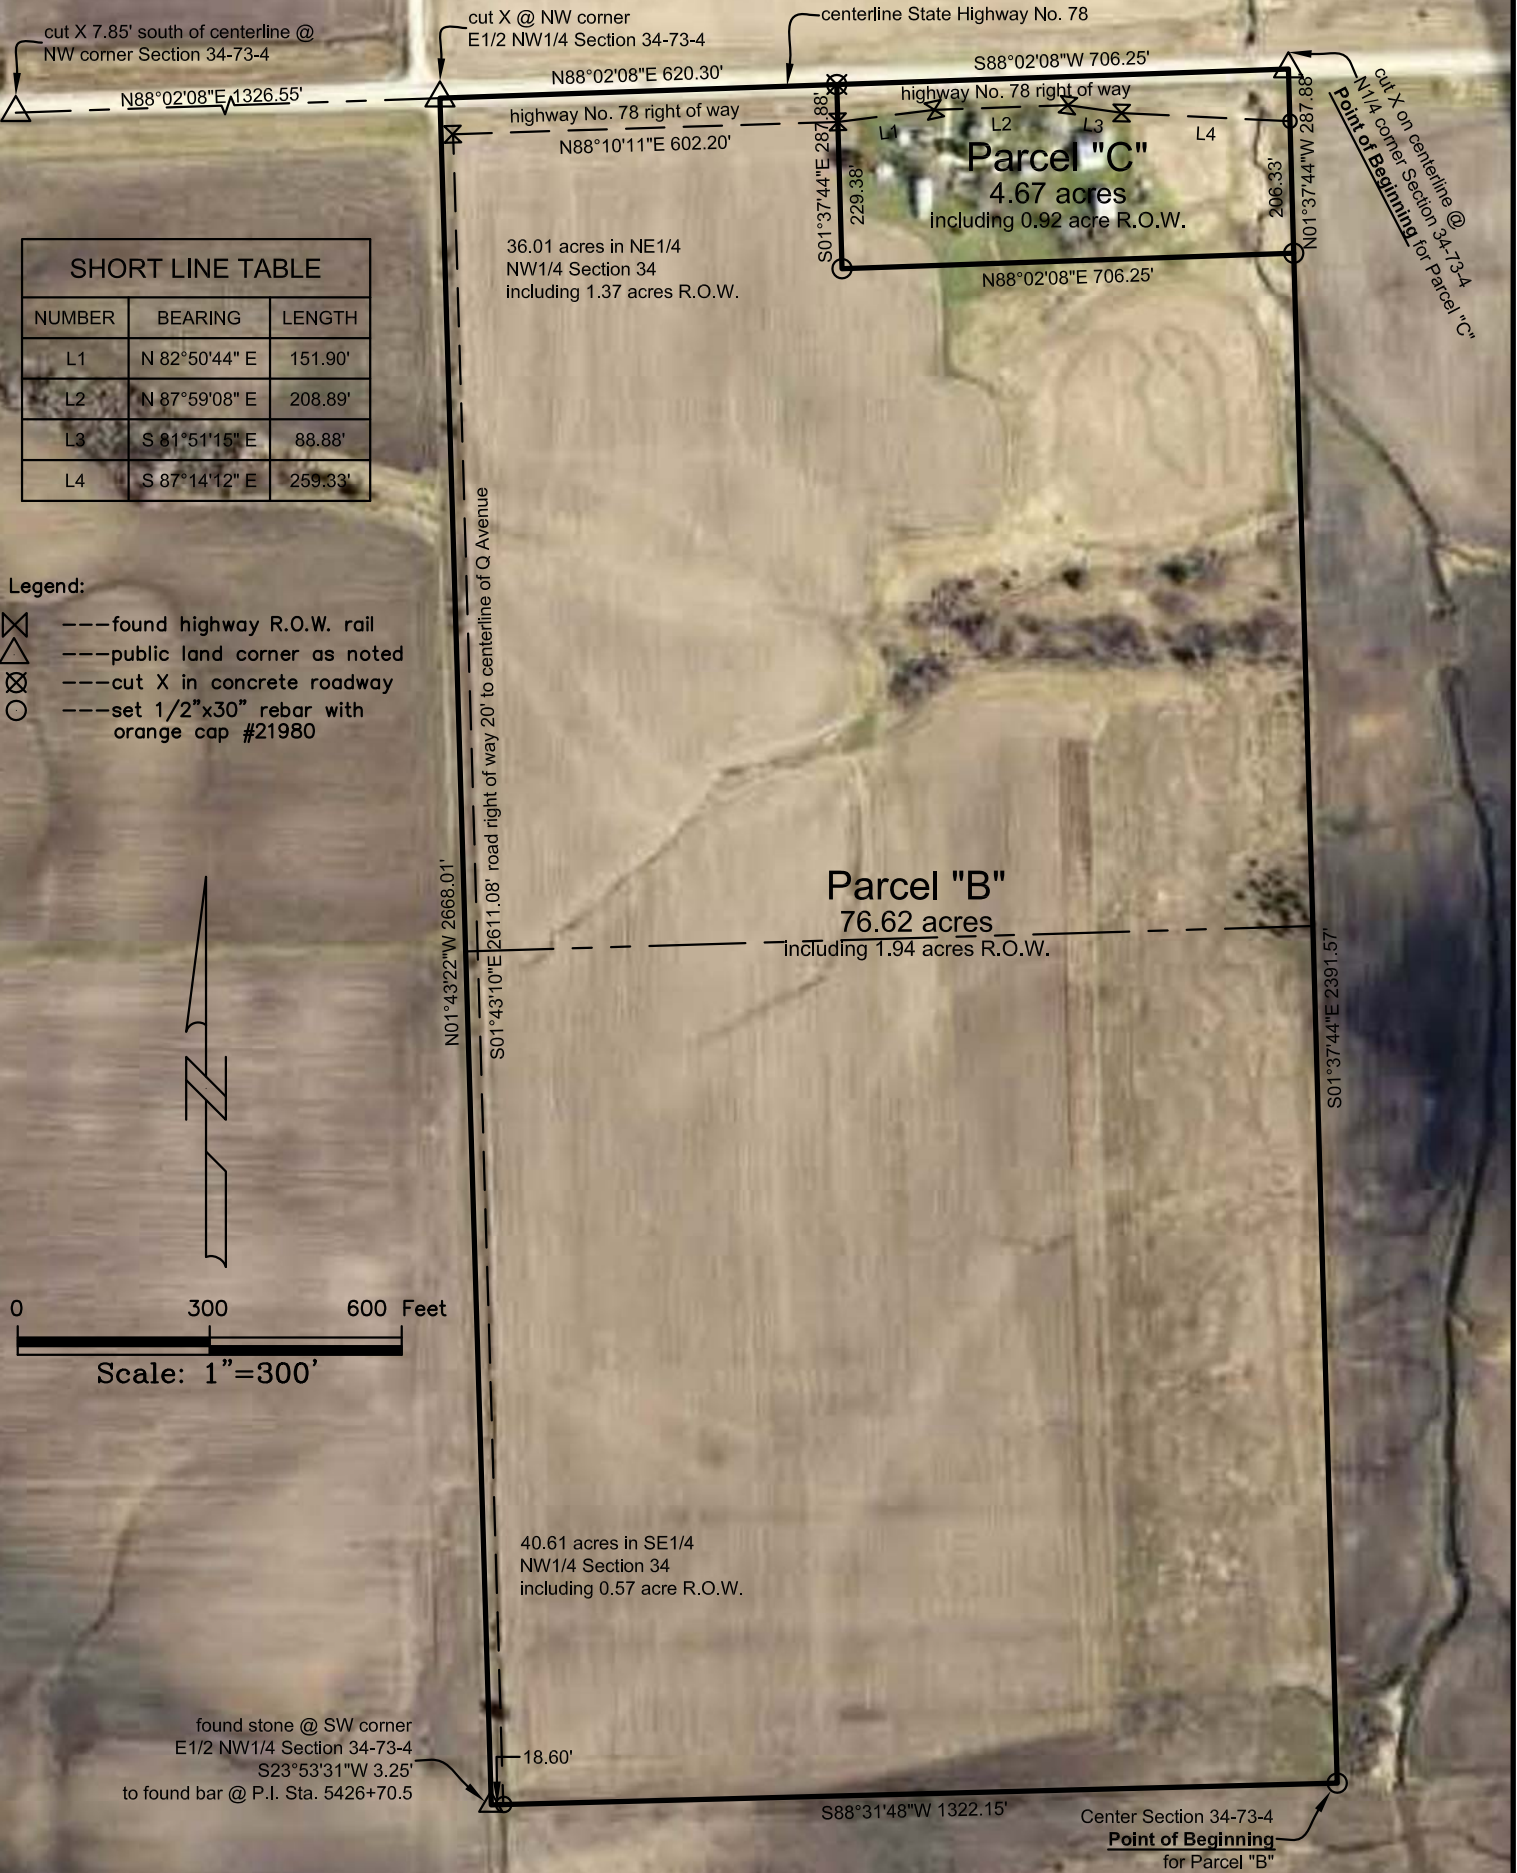 cut X 7.85' south of centerline @
NW corner Section 34-73-4
cut X @ NW corner
E1/2 NW1/4 Section 34-73-4
centerline State Highway No. 78
N88°02'08"E 1326.55'
N88°02'08"E 620.30'
S88°02'08"W 706.25'
highway No. 78 right of way
N88°10'11"E 602.20'
highway No. 78 right of way
L1
L2
L3
L4
cut X on centerline @
N1/4 corner Section 34-73-4
Point of Beginning for Parcel "C"
S01°37'44"E 287.88'
229.38'
Parcel "C"
4.67 acres
including 0.92 acre R.O.W.
206.33'
N01°37'44"W 287.88'
N88°02'08"E 706.25'
36.01 acres in NE1/4
NW1/4 Section 34
including 1.37 acres R.O.W.
SHORT LINE TABLE
NUMBER BEARING LENGTH
L1 N 82°50'44" E 151.90'
L2 N 87°59'08" E 208.89'
L3 S 81°51'15" E 88.88'
L4 S 87°14'12" E 259.33'
Legend:
---found highway R.O.W. rail
---public land corner as noted
---cut X in concrete roadway
---set 1/2"x30" rebar with
orange cap #21980
N01°43'22"W 2668.01'
S01°43'10"E 2611.08' road right of way 20' to centerline of Q Avenue
Parcel "B"
76.62 acres
including 1.94 acres R.O.W.
S01°37'44"E 2391.57'
N
0 300 600 Feet
Scale: 1"=300'
40.61 acres in SE1/4
NW1/4 Section 34
including 0.57 acre R.O.W.
found stone @ SW corner
E1/2 NW1/4 Section 34-73-4
S23°53'31"W 3.25'
to found bar @ P.I. Sta. 5426+70.5
18.60'
S88°31'48"W 1322.15'
Center Section 34-73-4
Point of Beginning
for Parcel "B"